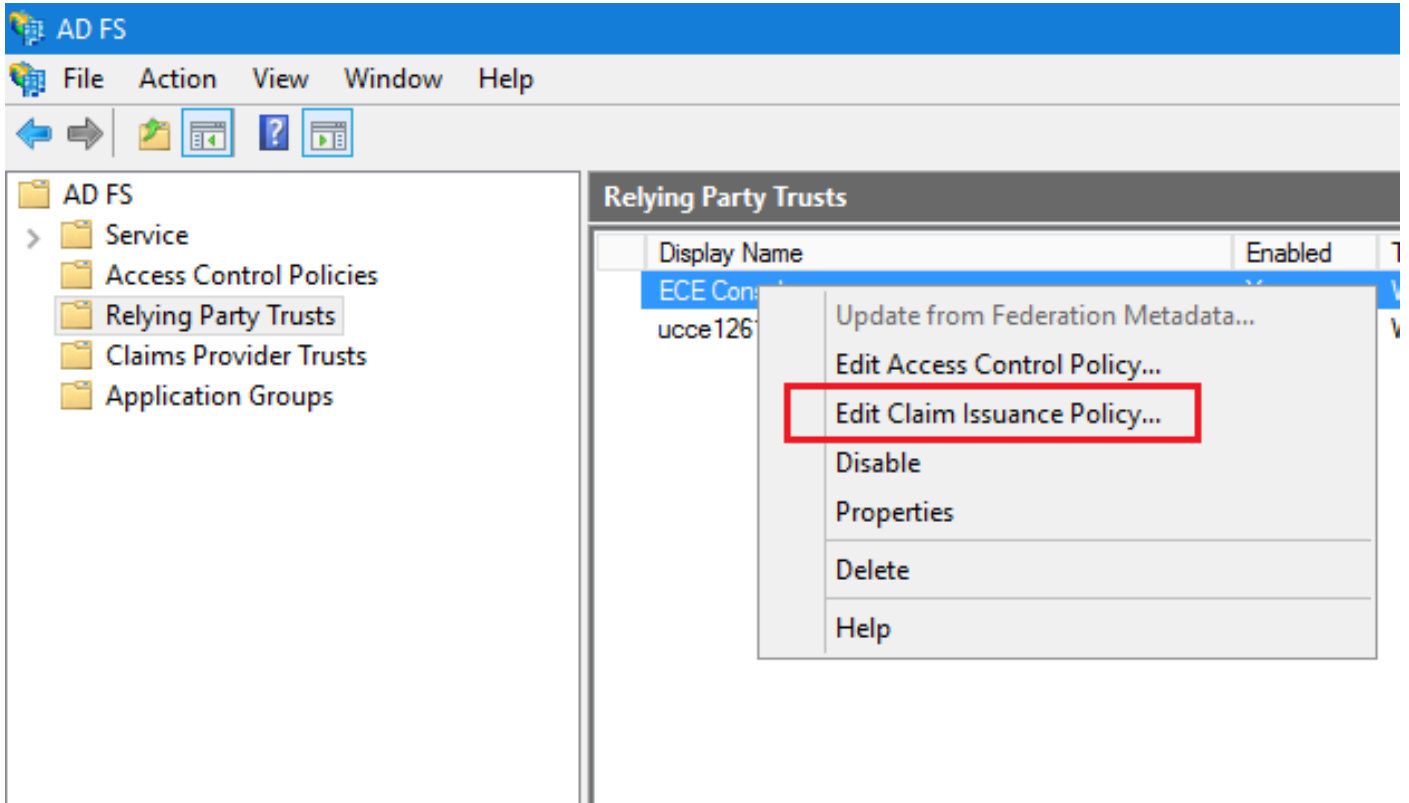 AD FS
File Action View Window Help
AD FS
Service
Access Control Policies
Relying Party Trusts
Claims Provider Trusts
Application Groups
Relying Party Trusts
Display Name Enabled
ECE
ucce126
Update from Federation Metadata...
Edit Access Control Policy...
Edit Claim Issuance Policy...
Disable
Properties
Delete
Help